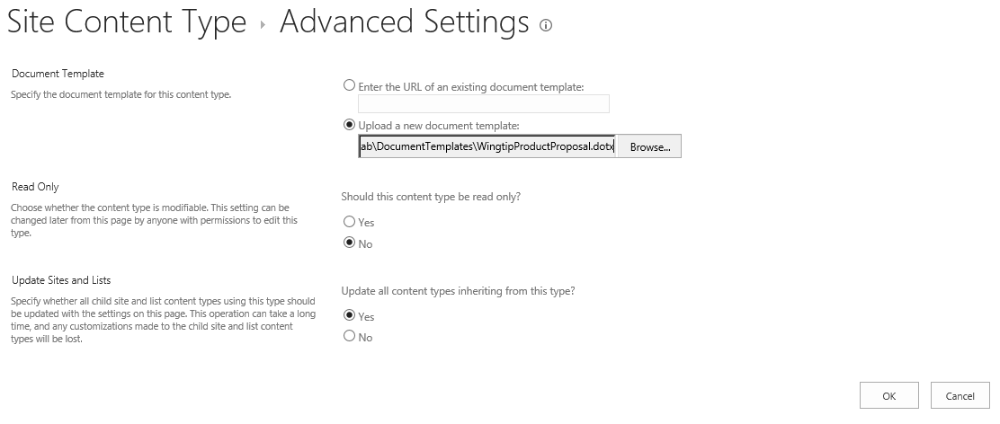 Site Content Type ▸ Advanced Settings
Document Template
Specify the document template for this content type.
Enter the URL of an existing document template:
Upload a new document template:
ab\DocumentTemplates\WingtipProductProposal.dotx
Browse...
Read Only
Choose whether the content type is modifiable. This setting can be
changed later from this page by anyone with permissions to edit this
type.
Should this content type be read only?
Yes
No
Update Sites and Lists
Specify whether all child site and list content types using this type should
be updated with the settings on this page. This operation can take a long
time, and any customizations made to the child site and list content
types will be lost.
Update all content types inheriting from this type?
Yes
No
OK
Cancel